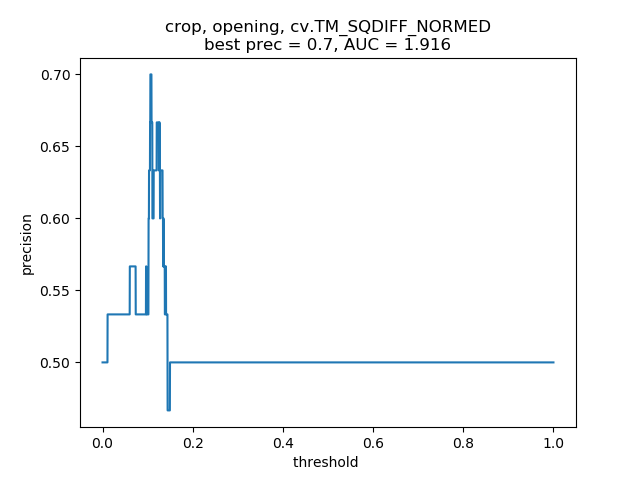 crop, opening, cv.TM_SQDIFF_NORMED
best prec = 0.7, AUC = 1.916
0.70
0.65
0.60
0.55
0.50
precision
0.0
0.2
0.4
0.6
0.8
1.0
threshold